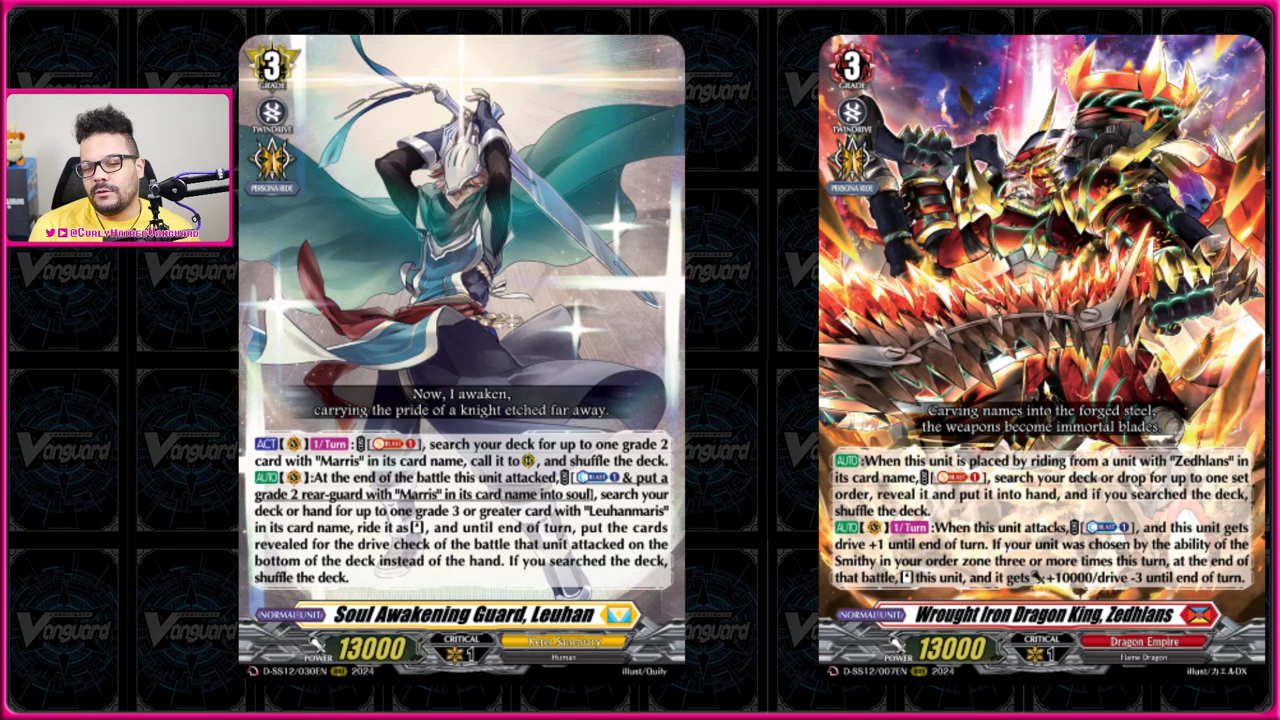 @CurlyHairedVanguard
3
GRADE
TWINDRIVE
PERSONA RIDE
Now, I awaken,
carrying the pride of a knight etched far away.
ACT【 】1/Turn:[S BLAST 1], search your deck for up to one grade 2
card with "Marris" in its card name, call it to , and shuffle the deck.
AUTO【 】:At the end of the battle this unit attacked, [C BLAST 1 & put a
grade 2 rear-guard with "Marris" in its card name into soul], search your
deck or hand for up to one grade 3 or greater card with "Leuhanmaris"
in its card name, ride it as [ ], and until end of turn, put the cards
revealed for the drive check of the battle that unit attacked on the
bottom of the deck instead of the hand. If you searched the deck,
shuffle the deck.
NORMAL UNIT
Soul Awakening Guard, Leuhan
POWER 13000
CRITICAL 1
Keter Sanctuary
Human
D-SS12/030EN RRR 2024
illust/Quily
3
GRADE
TWINDRIVE
PERSONA RIDE
Carving names into the forged steel,
the weapons become immortal blades.
AUTO:When this unit is placed by riding from a unit with "Zedhlans" in
its card name, [S BLAST 1], search your deck or drop for up to one set
order, reveal it and put it into hand, and if you searched the deck,
shuffle the deck.
AUTO【 】1/Turn:When this unit attacks, [C BLAST 1], and this unit gets
drive +1 until end of turn. If your unit was chosen by the ability of the
Smithy in your order zone three or more times this turn, at the end of
that battle, [ ] this unit, and it gets +10000/drive -3 until end of turn.
NORMAL UNIT
Wrought Iron Dragon King, Zedhlans
POWER 13000
CRITICAL 1
Dragon Empire
Flame Dragon
D-SS12/007EN RRR 2024
illust/カエルDX